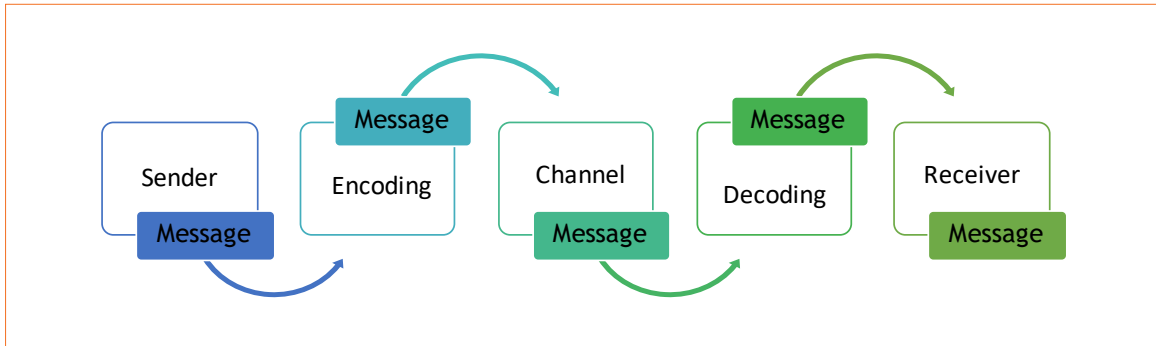 Sender
Message
Message
Encoding
Channel
Message
Message
Decoding
Receiver
Message